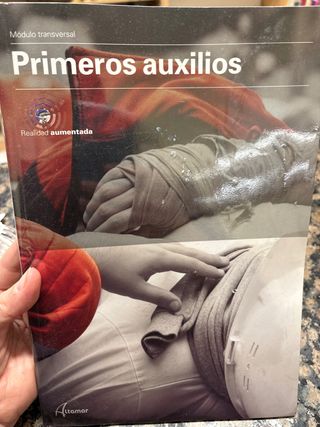 Módulo transversal
Primeros auxilios
Realidad aumentada
Altamar